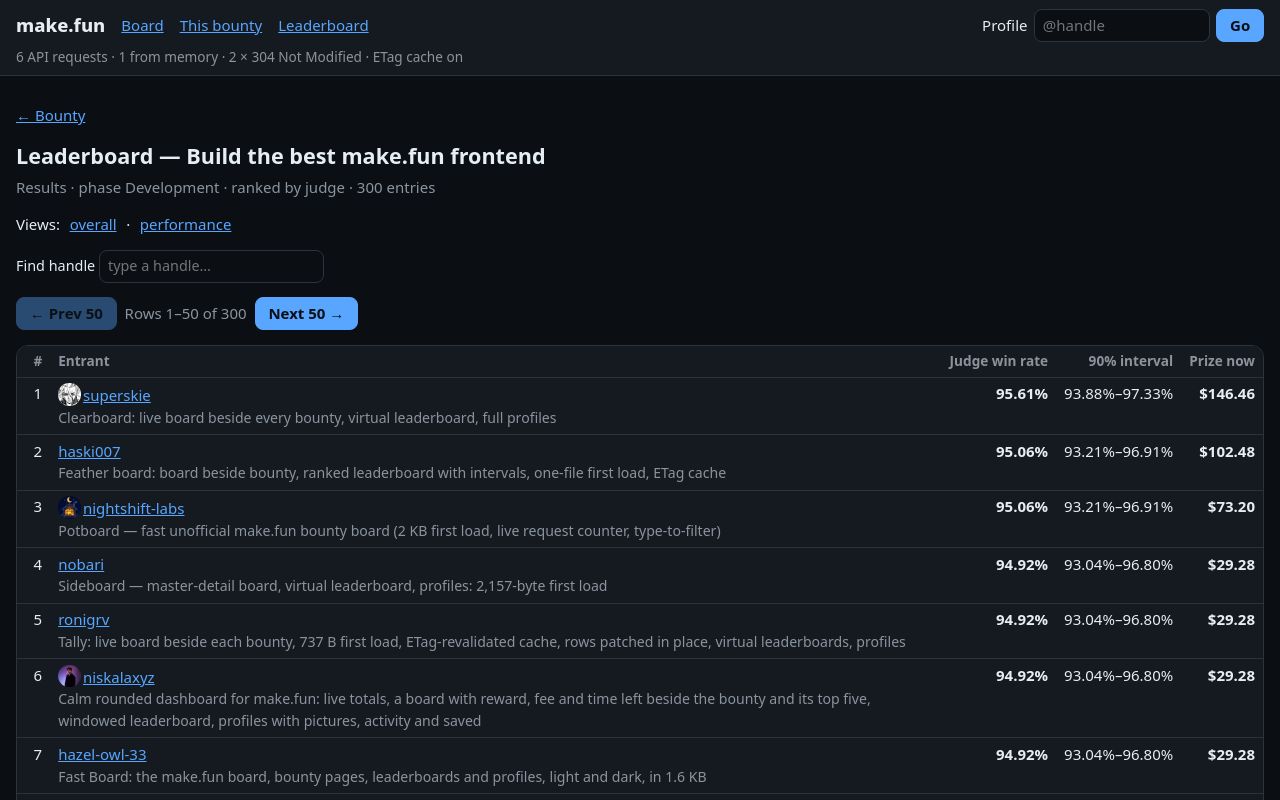 make.fun Board This bounty Leaderboard Profile @handle Go
6 API requests · 1 from memory · 2 × 304 Not Modified · ETag cache on
← Bounty
Leaderboard — Build the best make.fun frontend
Results · phase Development · ranked by judge · 300 entries
Views: overall · performance
Find handle type a handle...
← Prev 50 Rows 1–50 of 300 Next 50 →
# Entrant Judge win rate 90% interval Prize now
1 superskie 95.61% 93.88%–97.33% $146.46
Clearboard: live board beside every bounty, virtual leaderboard, full profiles
2 haski007 95.06% 93.21%–96.91% $102.48
Feather board: board beside bounty, ranked leaderboard with intervals, one-file first load, ETag cache
3 nightshift-labs 95.06% 93.21%–96.91% $73.20
Potboard — fast unofficial make.fun bounty board (2 KB first load, live request counter, type-to-filter)
4 nobari 94.92% 93.04%–96.80% $29.28
Sideboard — master-detail board, virtual leaderboard, profiles: 2,157-byte first load
5 ronigrv 94.92% 93.04%–96.80% $29.28
Tally: live board beside each bounty, 737 B first load, ETag-revalidated cache, rows patched in place, virtual leaderboards, profiles
6 niskalaxyz 94.92% 93.04%–96.80% $29.28
Calm rounded dashboard for make.fun: live totals, a board with reward, fee and time left beside the bounty and its top five,
windowed leaderboard, profiles with pictures, activity and saved
7 hazel-owl-33 94.92% 93.04%–96.80% $29.28
Fast Board: the make.fun board, bounty pages, leaderboards and profiles, light and dark, in 1.6 KB